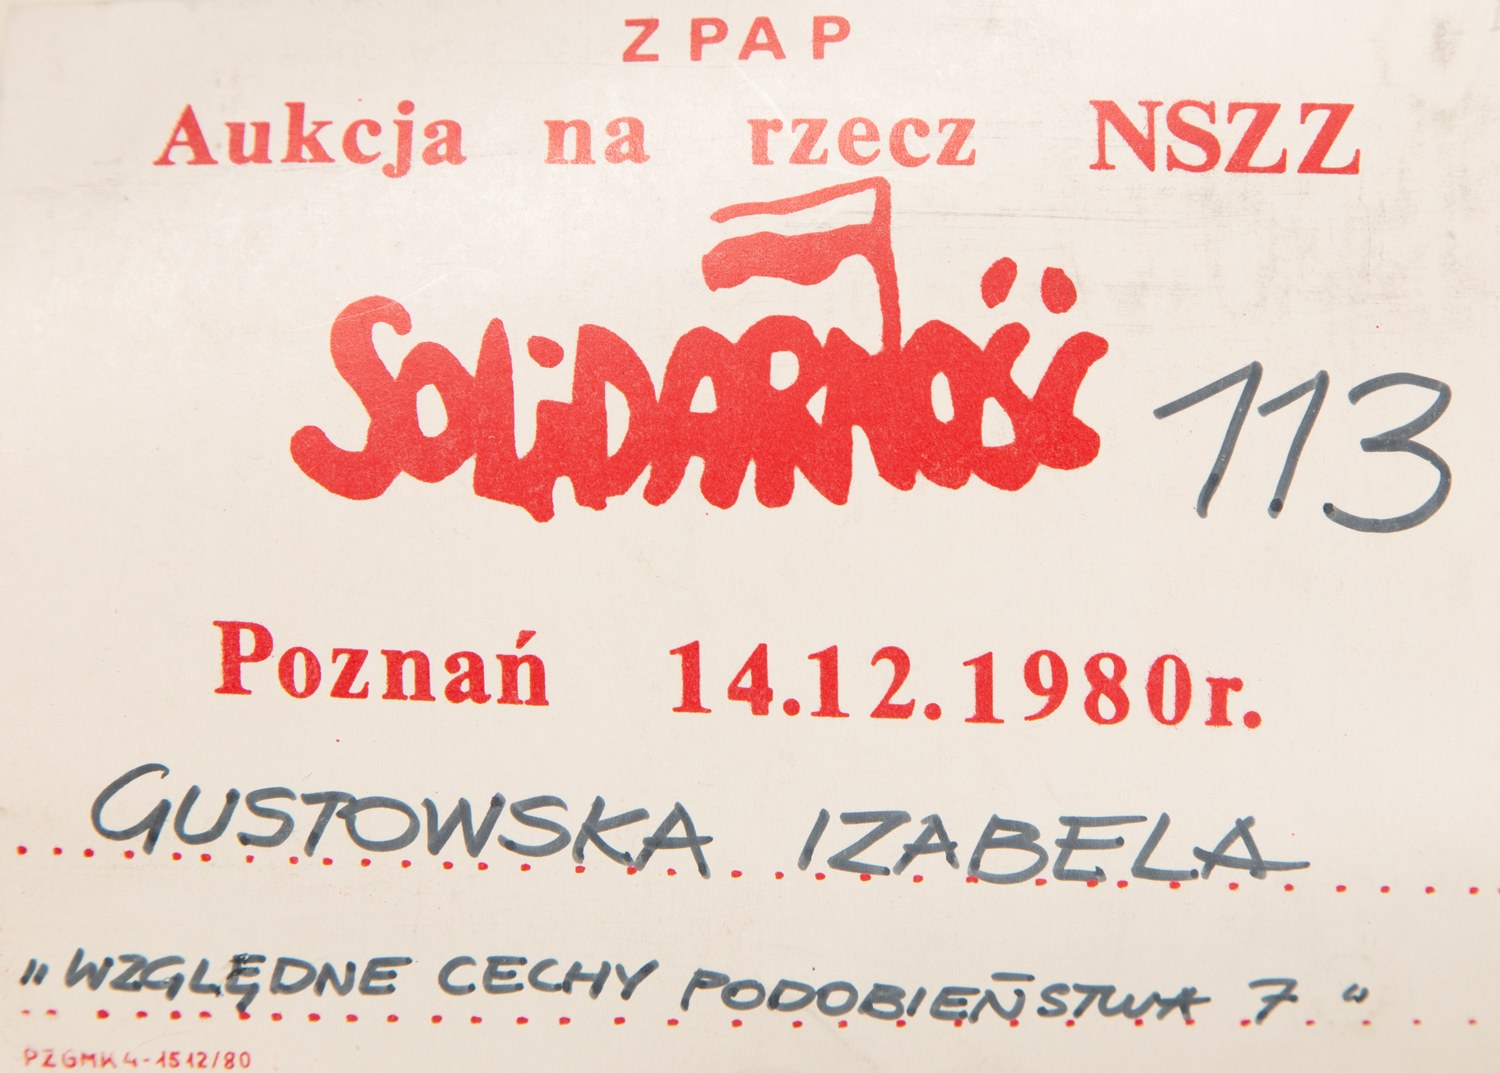 ZPAP
Aukcja na rzecz NSZZ
SOLiDARNOŚĆ 113
Poznań 14.12.1980r.
GUSTOWSKA IZABELA
„WZGLĘDNE CECHY PODOBIEŃSTWA 7“
PZGMK4-1512/80